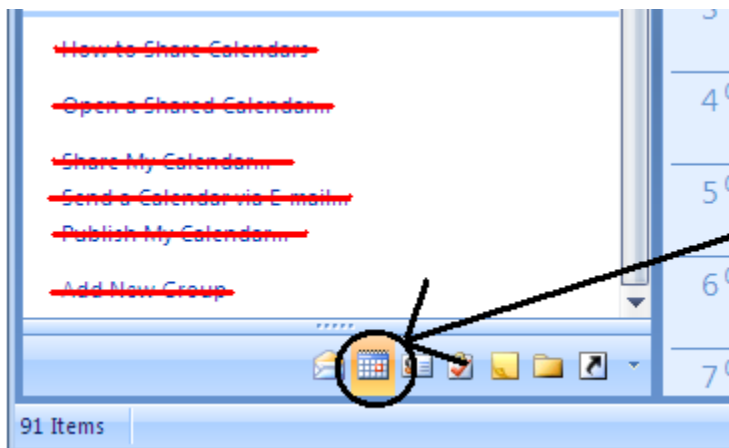 3
How to Share Calendars
Open a Shared Calendar...
4
Share My Calendar...
Send a Calendar via E-mail...
5
Publish My Calendar...
Add New Group
6
7
91 Items